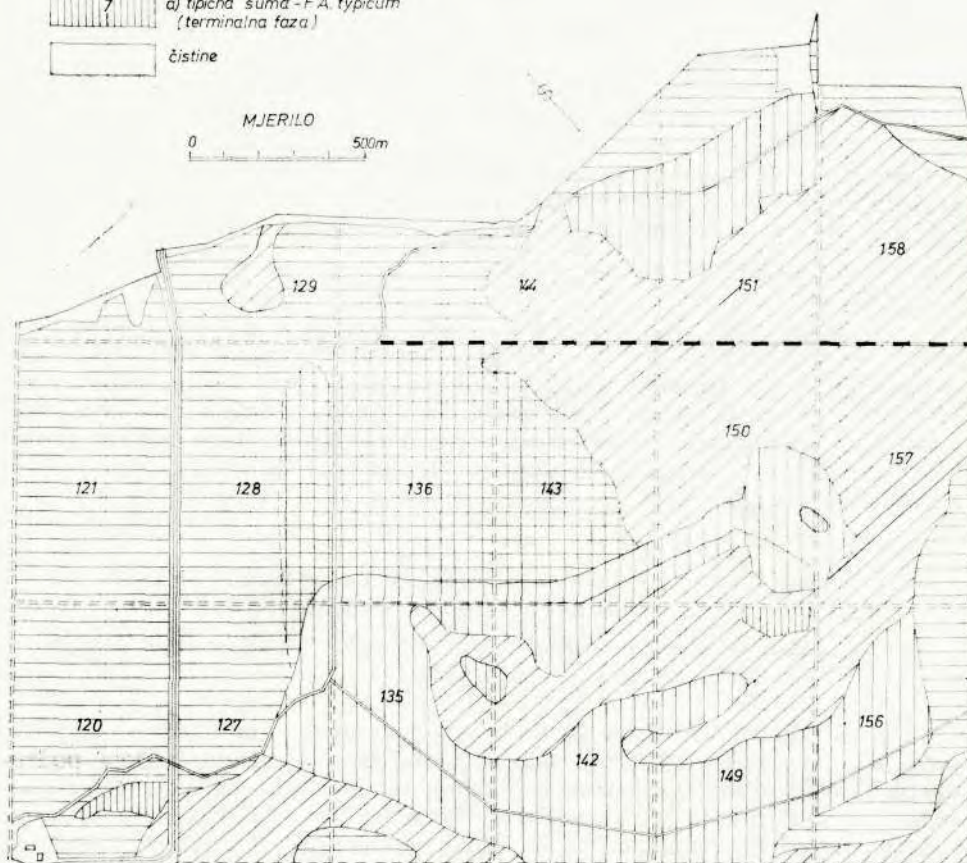 7
a) tipična šuma - F. A. typicum
(terminalna faza)
čistine
MJERILO
0 500m
158
129 144 151
150
157
121 128 136 143
135
120 127 156
142
149